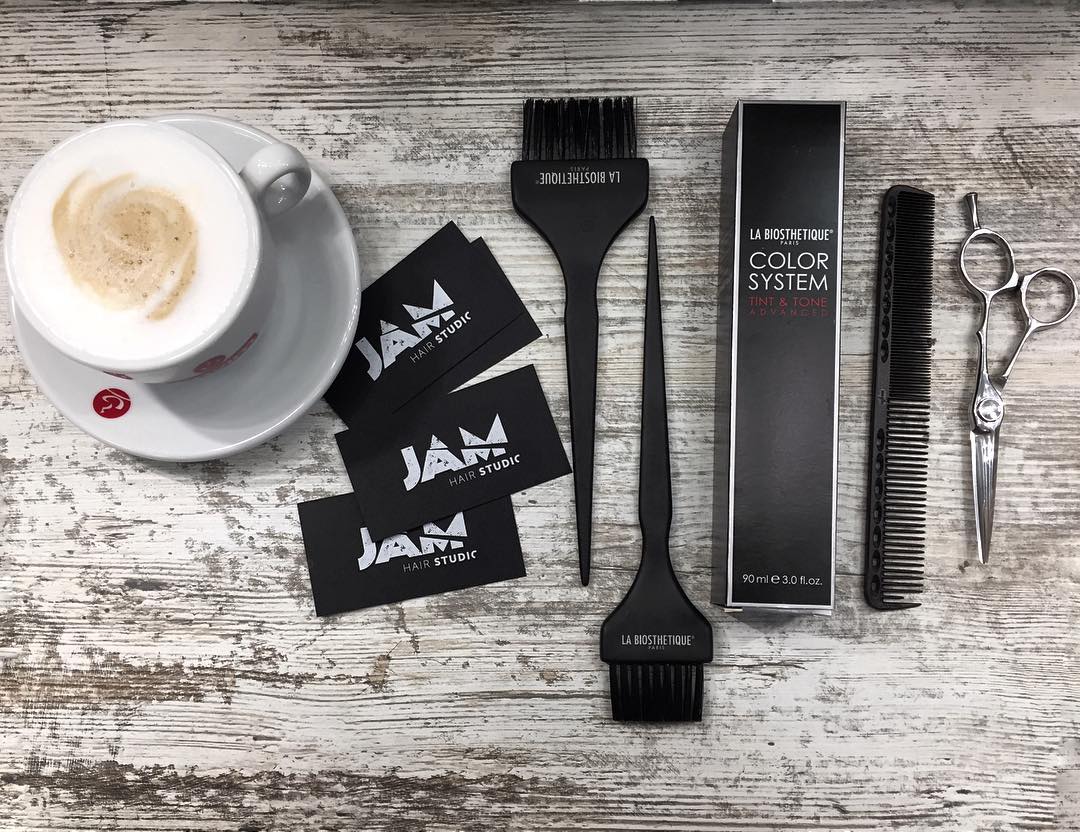 JAM
HAIR STUDIO
JAM
HAIR STUDIO
JAM
HAIR STUDIO
LA BIOSTHETIQUE®
PARIS
LA BIOSTHETIQUE®
PARIS
LA BIOSTHETIQUE®
PARIS
COLOR
SYSTEM
TINT & TONE
ADVANCED
90 ml e 3.0 fl.oz.